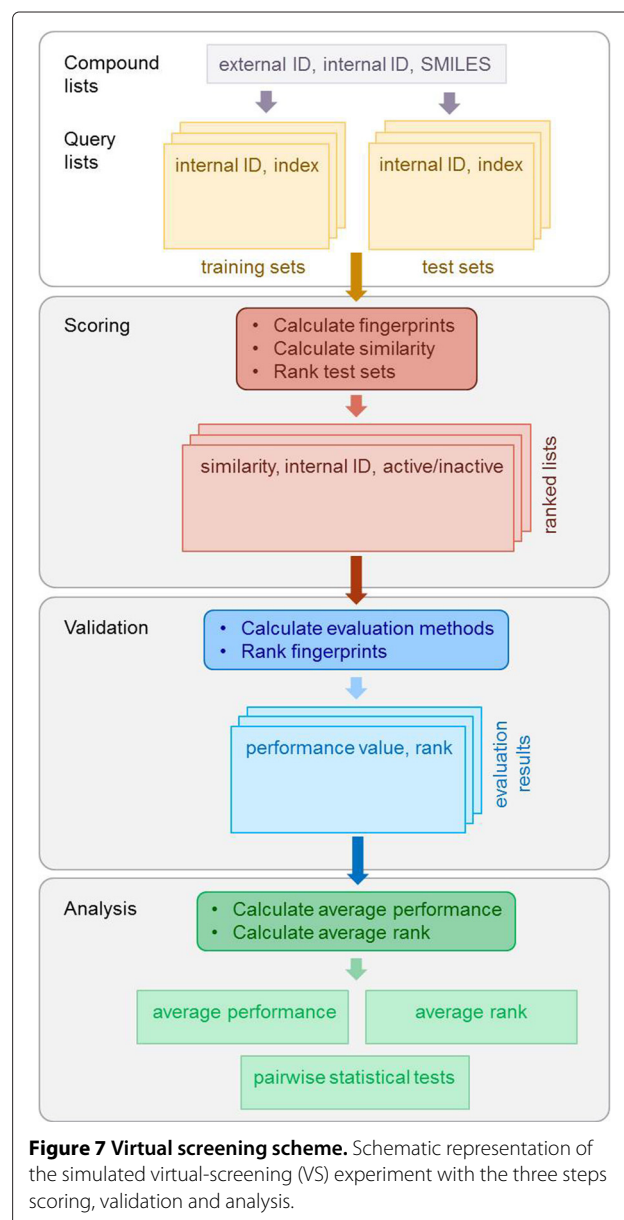 Compound
lists
external ID, internal ID, SMILES
Query
lists
internal ID, index
internal ID, index
training sets
test sets
Scoring
• Calculate fingerprints
• Calculate similarity
• Rank test sets
similarity, internal ID, active/inactive
ranked lists
Validation
• Calculate evaluation methods
• Rank fingerprints
performance value, rank
evaluation
results
Analysis
• Calculate average performance
• Calculate average rank
average performance
average rank
pairwise statistical tests
Figure 7 Virtual screening scheme. Schematic representation of
the simulated virtual-screening (VS) experiment with the three steps
scoring, validation and analysis.